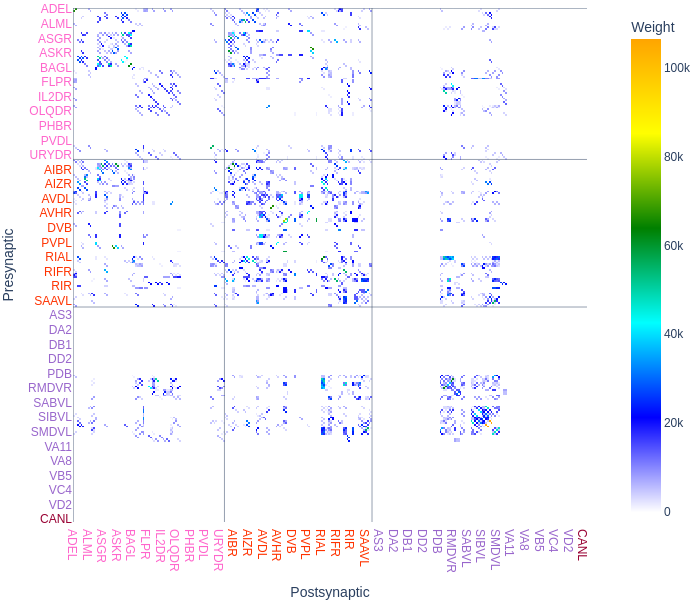 Weight
100k
80k
60k
40k
20k
0
Presynaptic
ADEL
ALML
ASGR
ASKR
BAGL
FLPR
IL2DR
OLQDR
PHBR
PVDL
URYDR
AIBR
AIZR
AVDL
AVHR
DVB
PVPL
RIAL
RIFR
RIR
SAAVL
AS3
DA2
DB1
DD2
PDB
RMDVR
SABVL
SIBVL
SMDVL
VA11
VA8
VB5
VC4
VD2
CANL
ADEL ALML ASGR ASKR BAGL FLPR IL2DR OLQDR PHBR PVDL URYDR AIBR AIZR AVDL AVHR DVB PVPL RIAL RIFR RIR SAAVL AS3 DA2 DB1 DD2 PDB RMDVR SABVL SIBVL SMDVL VA11 VA8 VB5 VC4 VD2 CANL
Postsynaptic